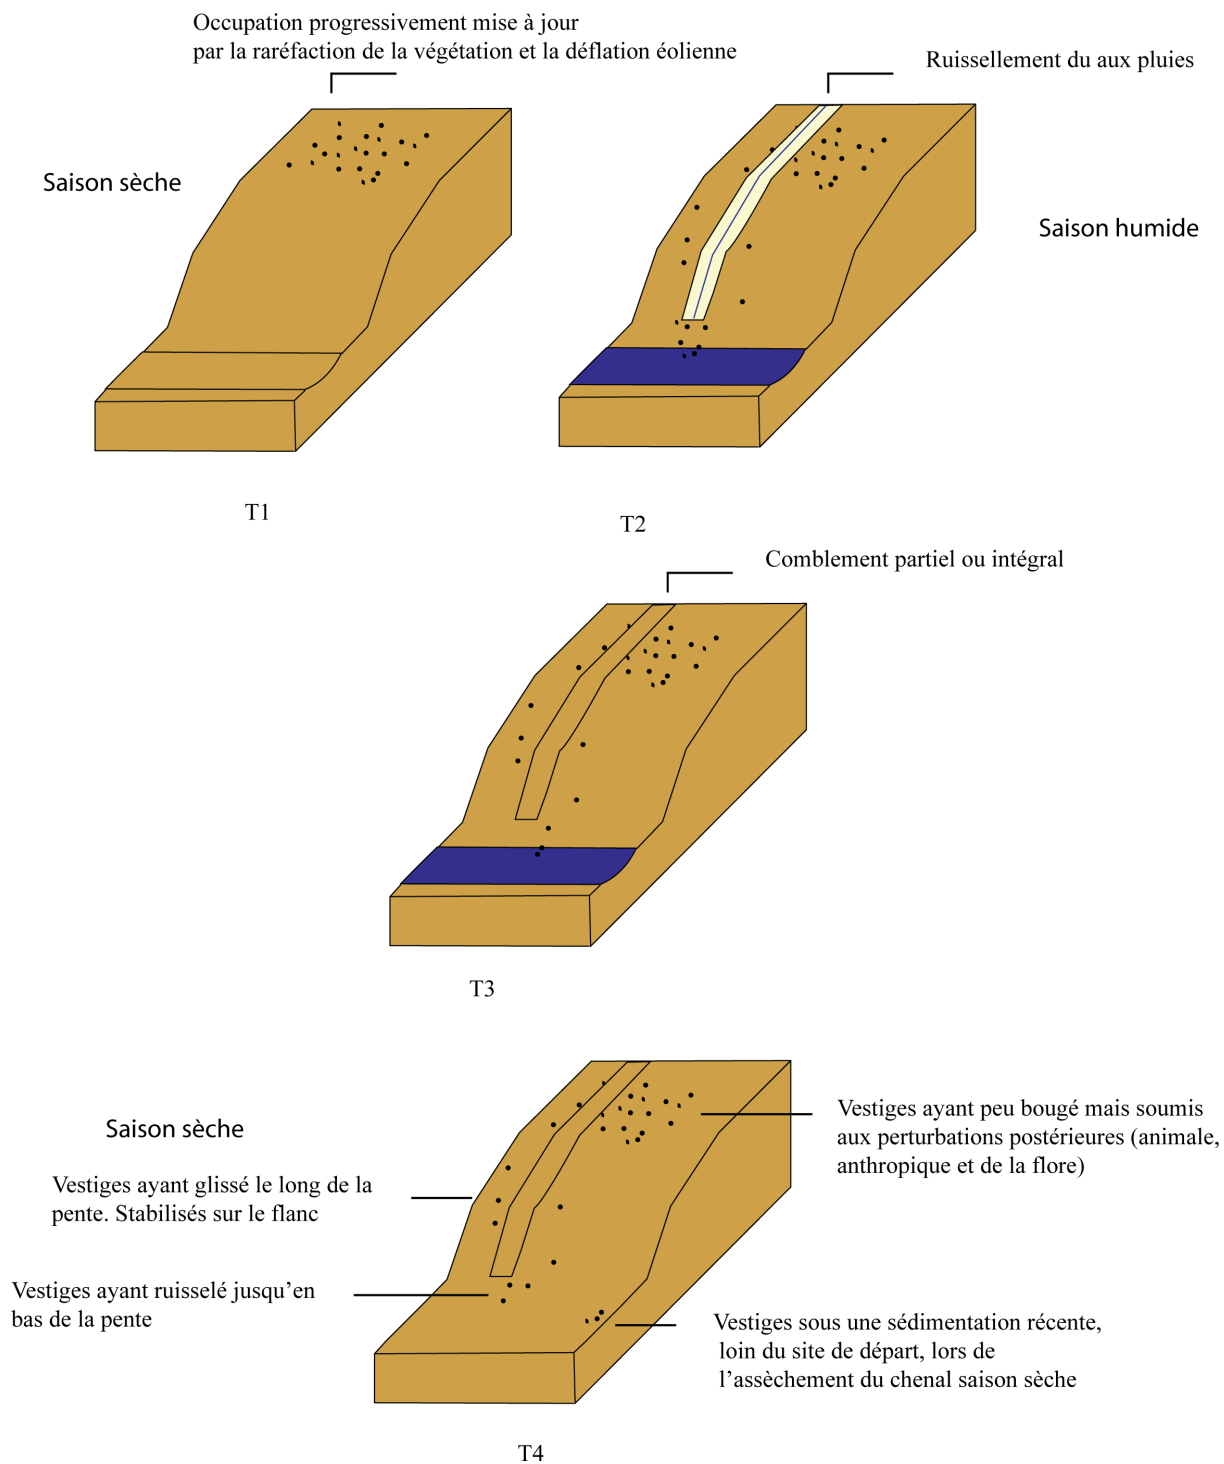 Occupation progressivement mise à jour
par la raréfaction de la végétation et la déflation éolienne
Ruissellement du aux pluies
Saison sèche
Saison humide
T1
T2
Comblement partiel ou intégral
T3
Saison sèche
Vestiges ayant peu bougé mais soumis
aux perturbations postérieures (animale,
anthropique et de la flore)
Vestiges ayant glissé le long de la
pente. Stabilisés sur le flanc
Vestiges ayant ruisselé jusqu’en
bas de la pente
Vestiges sous une sédimentation récente,
loin du site de départ, lors de
l’assèchement du chenal saison sèche
T4